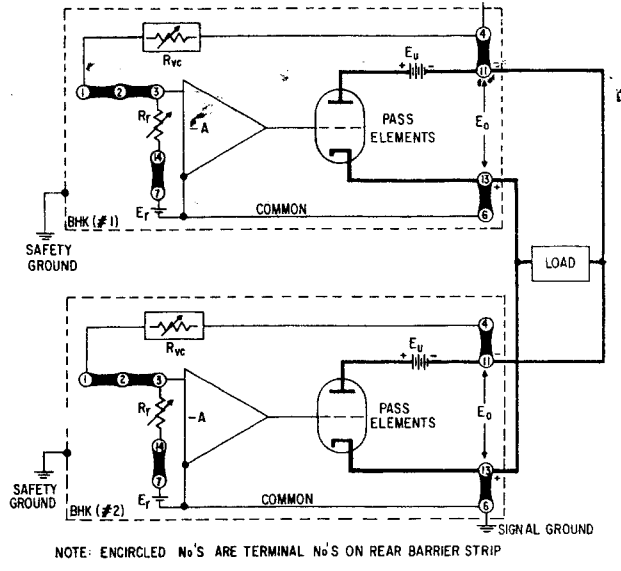 RVC
Eu
+ -
4
11
-
1 2 3
Rr
-A
PASS
ELEMENTS
Eo
14
7
13
+
Er
COMMON
6
BHK (#1)
SAFETY
GROUND
LOAD
RVC
Eu
+ -
4
11
-
1 2 3
Rr
-A
PASS
ELEMENTS
Eo
14
7
13
+
Er
COMMON
6
BHK (#2)
SAFETY
GROUND
SIGNAL GROUND
NOTE: ENCIRCLED NO'S ARE TERMINAL NO'S ON REAR BARRIER STRIP